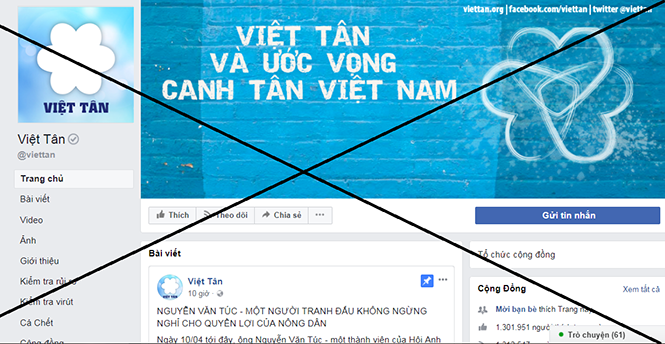 viettan.org | facebook.com/viettan | twitter @viettan
VIỆT TÂN
VÀ ƯỚC VỌNG
CANH TÂN VIỆT NAM
VIỆT TÂN
Việt Tân
@viettan
Trang chủ
Bài viết
Video
Ảnh
Giới thiệu
Kiểm tra rủi ro
Kiểm tra virút
Cá Chết
Cộng đồng
Thích
Theo dõi
Chia sẻ
Gửi tin nhắn
Bài viết
Việt Tân
10 giờ
NGUYỄN VĂN TÚC - MỘT NGƯỜI TRANH ĐẤU KHÔNG NGỪNG
NGHỈ CHO QUYỀN LỢI CỦA NÔNG DÂN
Ngày 10/04 tới đây, ông Nguyễn Văn Túc - một thành viên của Hội Anh
Tổ chức cộng đồng
Cộng Đồng
Xem tất cả
Mời bạn bè thích Trang này
1.301.951 người
Trò chuyện (61)